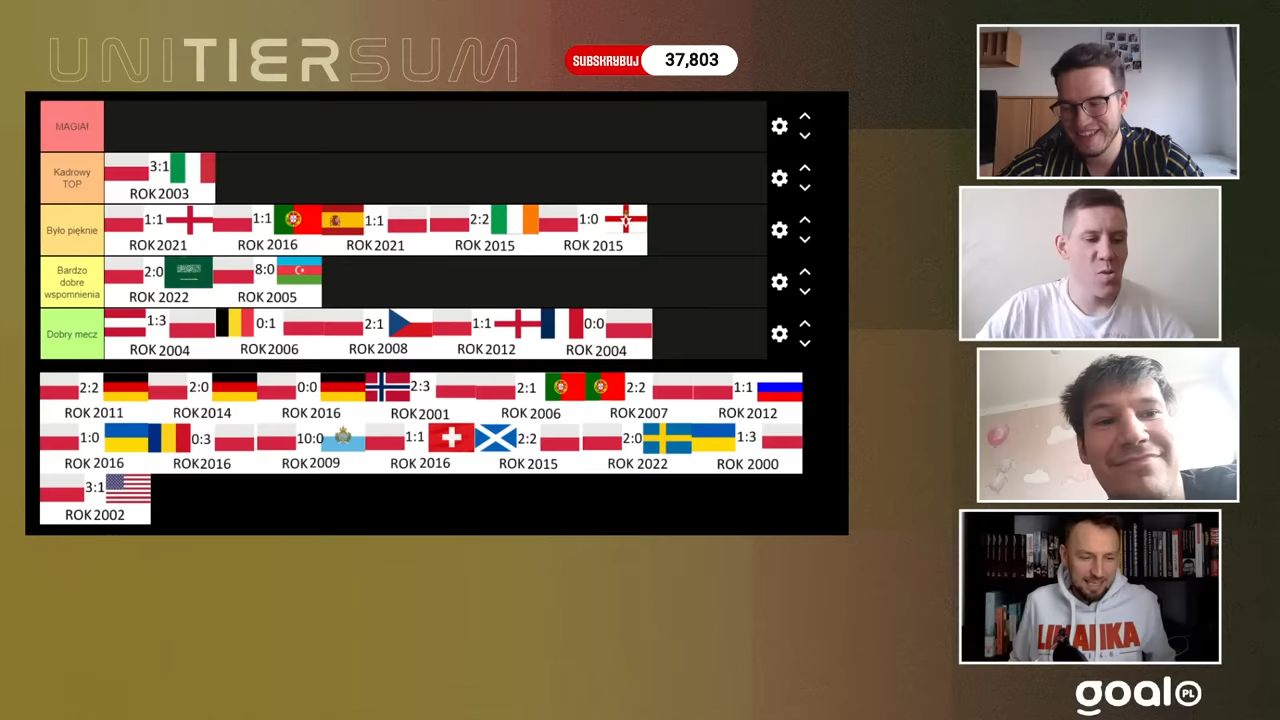 UNITIERSUM
SUBSKRYBUJ 37,803
MAGIA!
Kadrowy
TOP
3:1
ROK 2003
Było pięknie
1:1 1:1 1:1 2:2 1:0
ROK 2021 ROK 2016 ROK 2021 ROK 2015 ROK 2015
Bardzo
dobre
wspomnienia
2:0 8:0
ROK 2022 ROK 2005
Dobry mecz
1:3 0:1 2:1 1:1 0:0
ROK 2004 ROK 2006 ROK 2008 ROK 2012 ROK 2004
2:2 2:0 0:0 2:3 2:1 2:2 1:1
ROK 2011 ROK 2014 ROK 2016 ROK 2001 ROK 2006 ROK 2007 ROK 2012
1:0 0:3 10:0 1:1 2:2 2:0 1:3
ROK 2016 ROK2016 ROK 2009 ROK 2016 ROK 2015 ROK 2022 ROK 2000
3:1
ROK 2002
goal PL